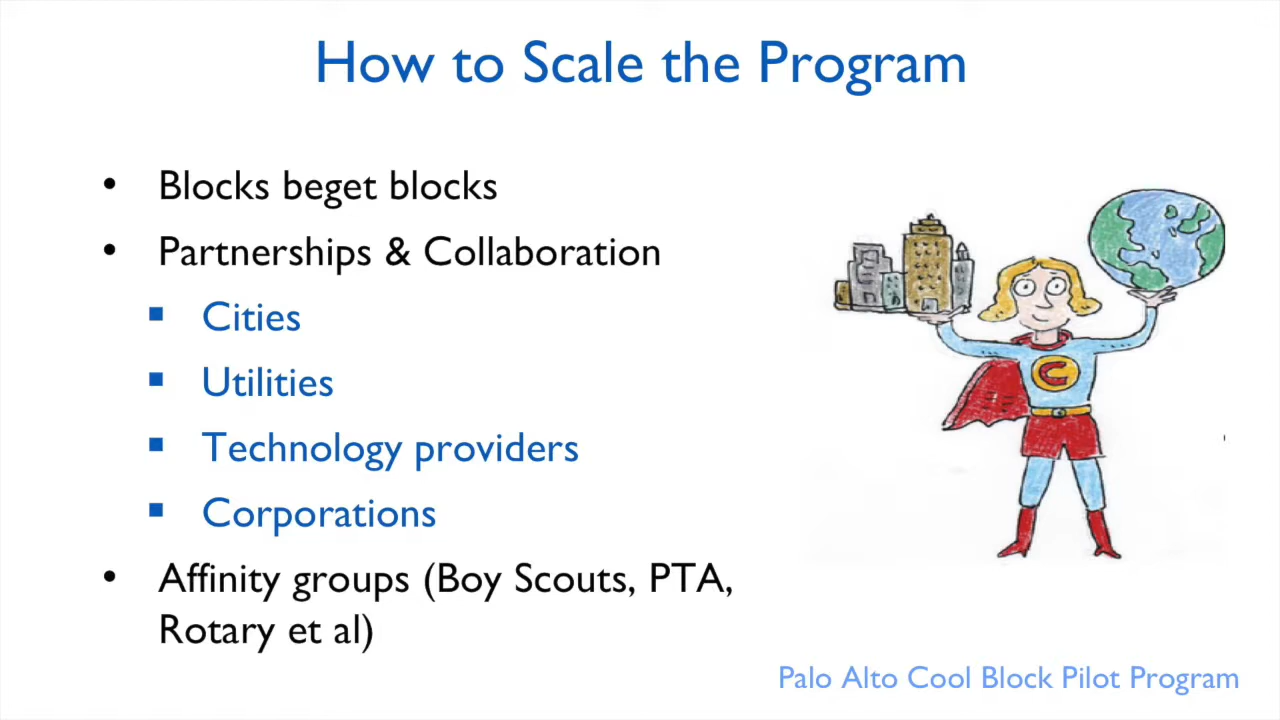 How to Scale the Program
• Blocks beget blocks
• Partnerships & Collaboration
▪ Cities
▪ Utilities
▪ Technology providers
▪ Corporations
• Affinity groups (Boy Scouts, PTA,
Rotary et al)
C
Palo Alto Cool Block Pilot Program